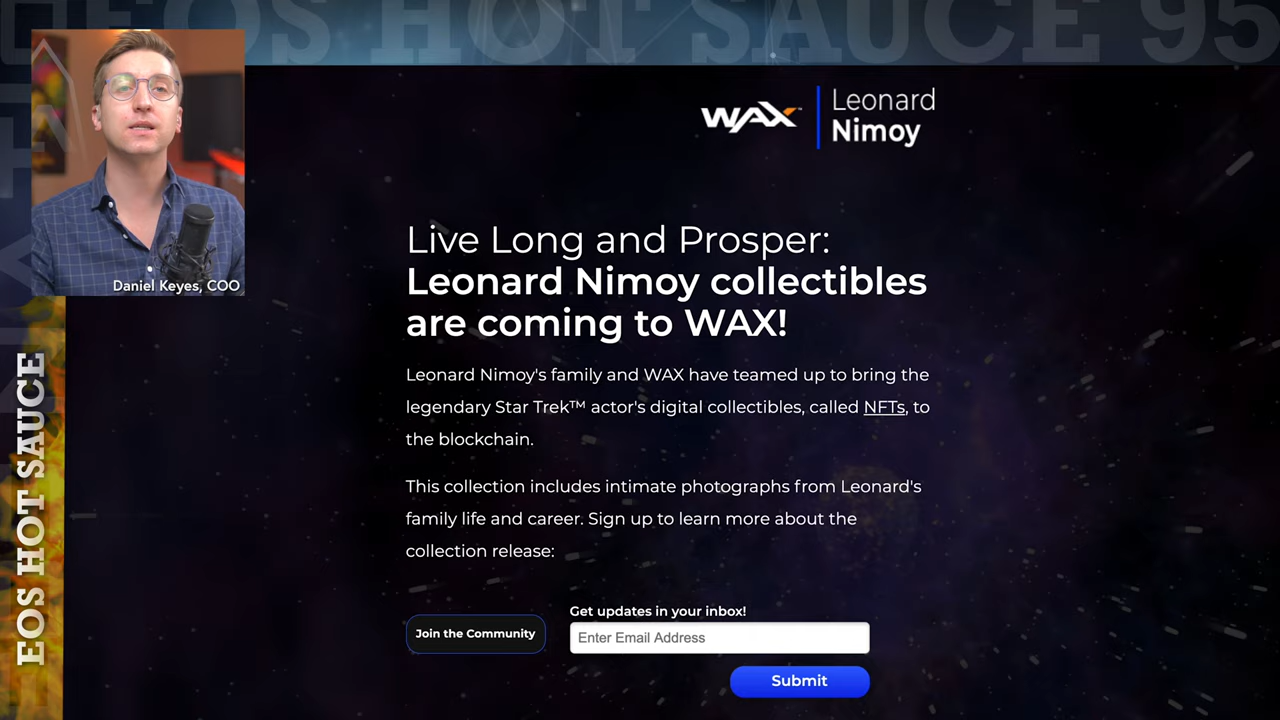 EOS HOT SAUCE 95
WAX
Leonard
Nimoy
Daniel Keyes, COO
EOS HOT SAUCE
Live Long and Prosper:
Leonard Nimoy collectibles
are coming to WAX!
Leonard Nimoy's family and WAX have teamed up to bring the
legendary Star Trek™ actor's digital collectibles, called NFTs, to
the blockchain.
This collection includes intimate photographs from Leonard's
family life and career. Sign up to learn more about the
collection release:
Get updates in your inbox!
Join the Community
Enter Email Address
Submit